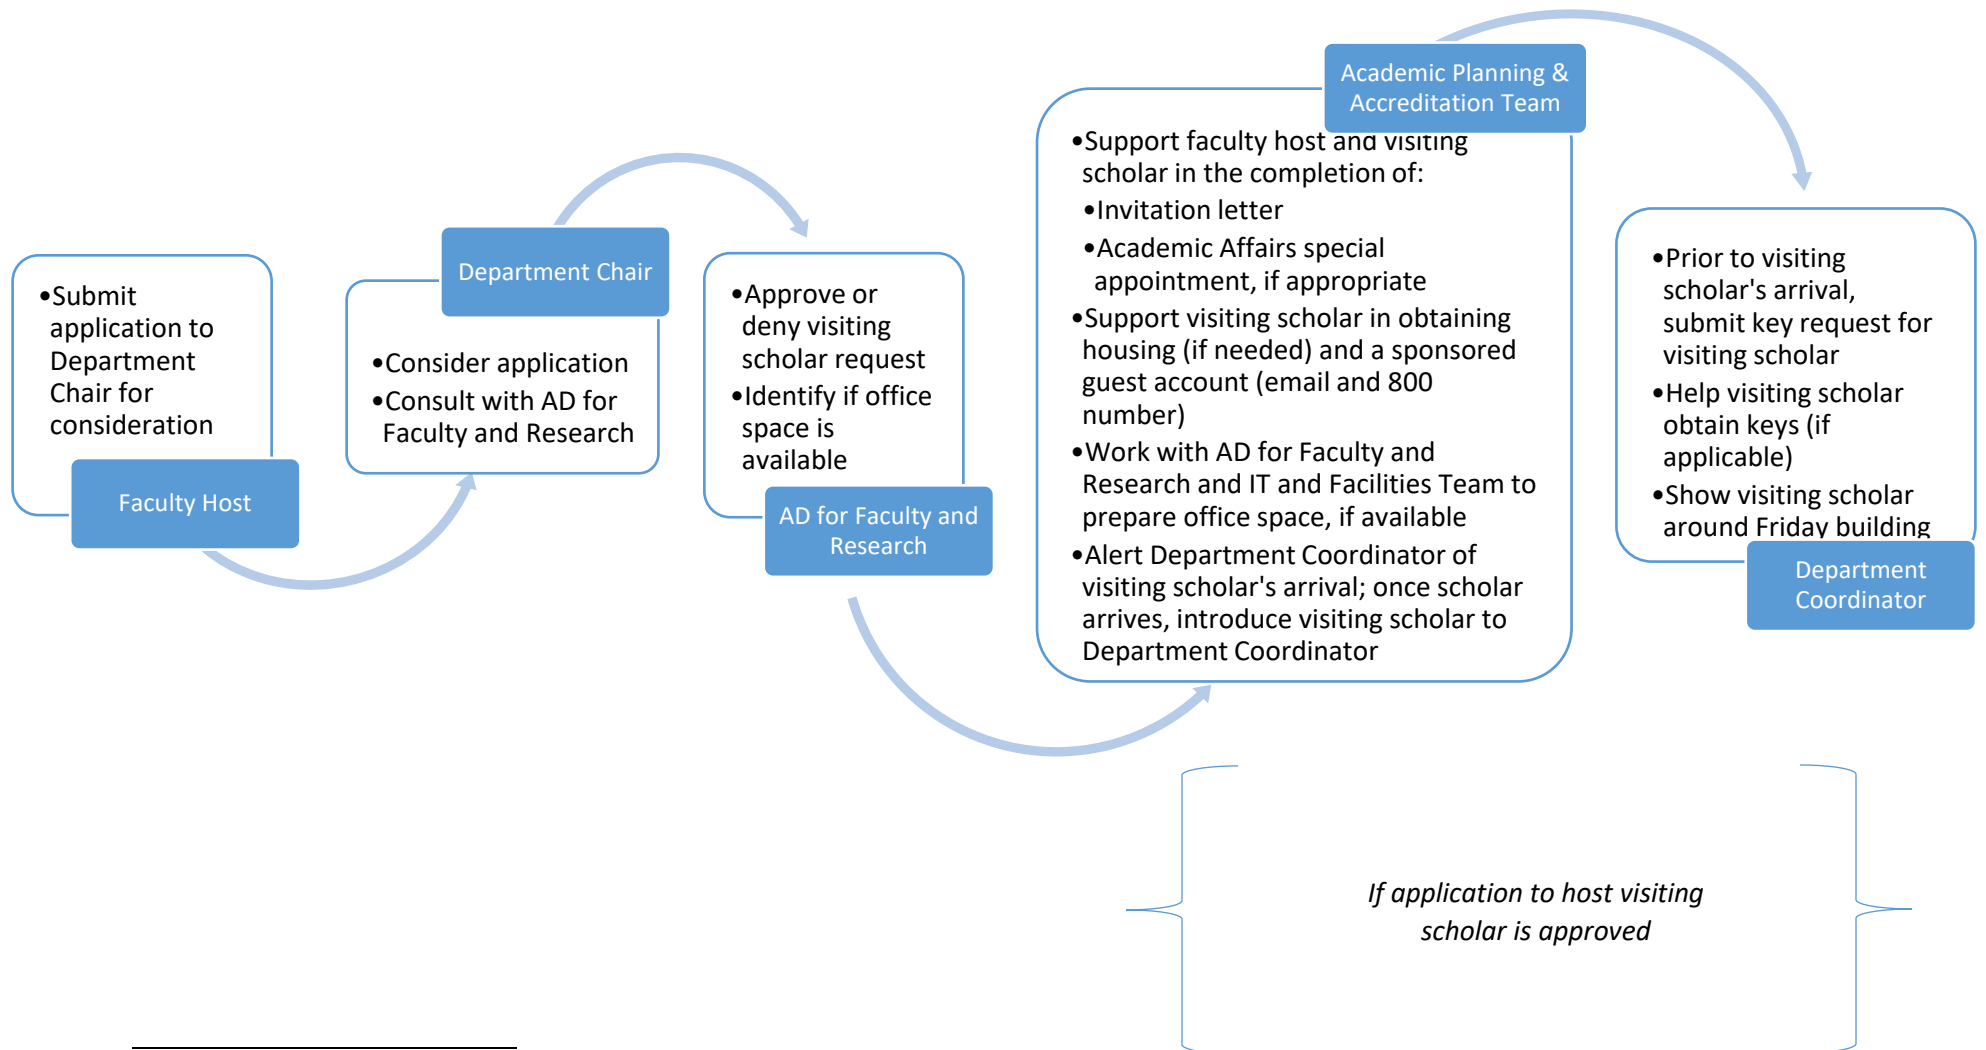 •Submit
application to
Department
Chair for
consideration
Faculty Host
Department Chair
•Consider application
•Consult with AD for
Faculty and Research
•Approve or
deny visiting
scholar request
•Identify if office
space is
available
AD for Faculty and
Research
Academic Planning &
Accreditation Team
•Support faculty host and visiting
scholar in the completion of:
•Invitation letter
•Academic Affairs special
appointment, if appropriate
•Support visiting scholar in obtaining
housing (if needed) and a sponsored
guest account (email and 800
number)
•Work with AD for Faculty and
Research and IT and Facilities Team to
prepare office space, if available
•Alert Department Coordinator of
visiting scholar's arrival; once scholar
arrives, introduce visiting scholar to
Department Coordinator
•Prior to visiting
scholar's arrival,
submit key request for
visiting scholar
•Help visiting scholar
obtain keys (if
applicable)
•Show visiting scholar
around Friday building
Department
Coordinator
If application to host visiting
scholar is approved